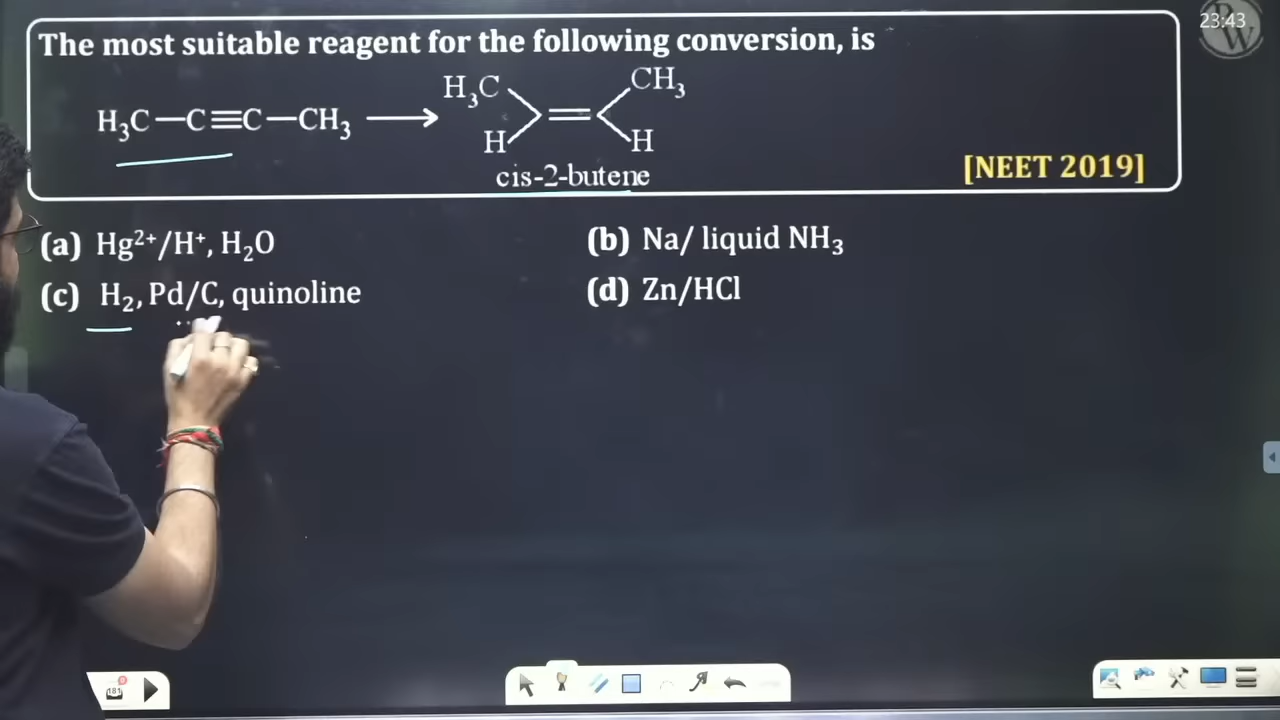 23:43
The most suitable reagent for the following conversion, is
H₃C—C≡C—CH₃ ⟶ H₃C CH₃
H H
cis-2-butene
[NEET 2019]
(a) Hg²⁺/H⁺, H₂O (b) Na/ liquid NH₃
(c) H₂, Pd/C, quinoline (d) Zn/HCl
181